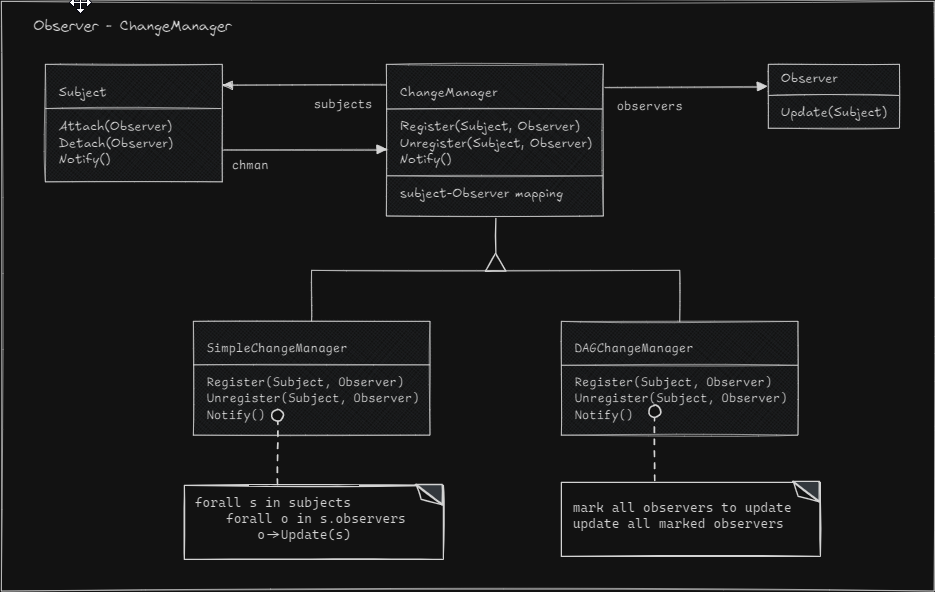 Observer - ChangeManager
Subject
Attach(Observer)
Detach(Observer)
Notify()
subjects
chman
ChangeManager
Register(Subject, Observer)
Unregister(Subject, Observer)
Notify()
subject-Observer mapping
observers
Observer
Update(Subject)
SimpleChangeManager
Register(Subject, Observer)
Unregister(Subject, Observer)
Notify()
forall s in subjects
forall o in s.observers
o->Update(s)
DAGChangeManager
Register(Subject, Observer)
Unregister(Subject, Observer)
Notify()
mark all observers to update
update all marked observers